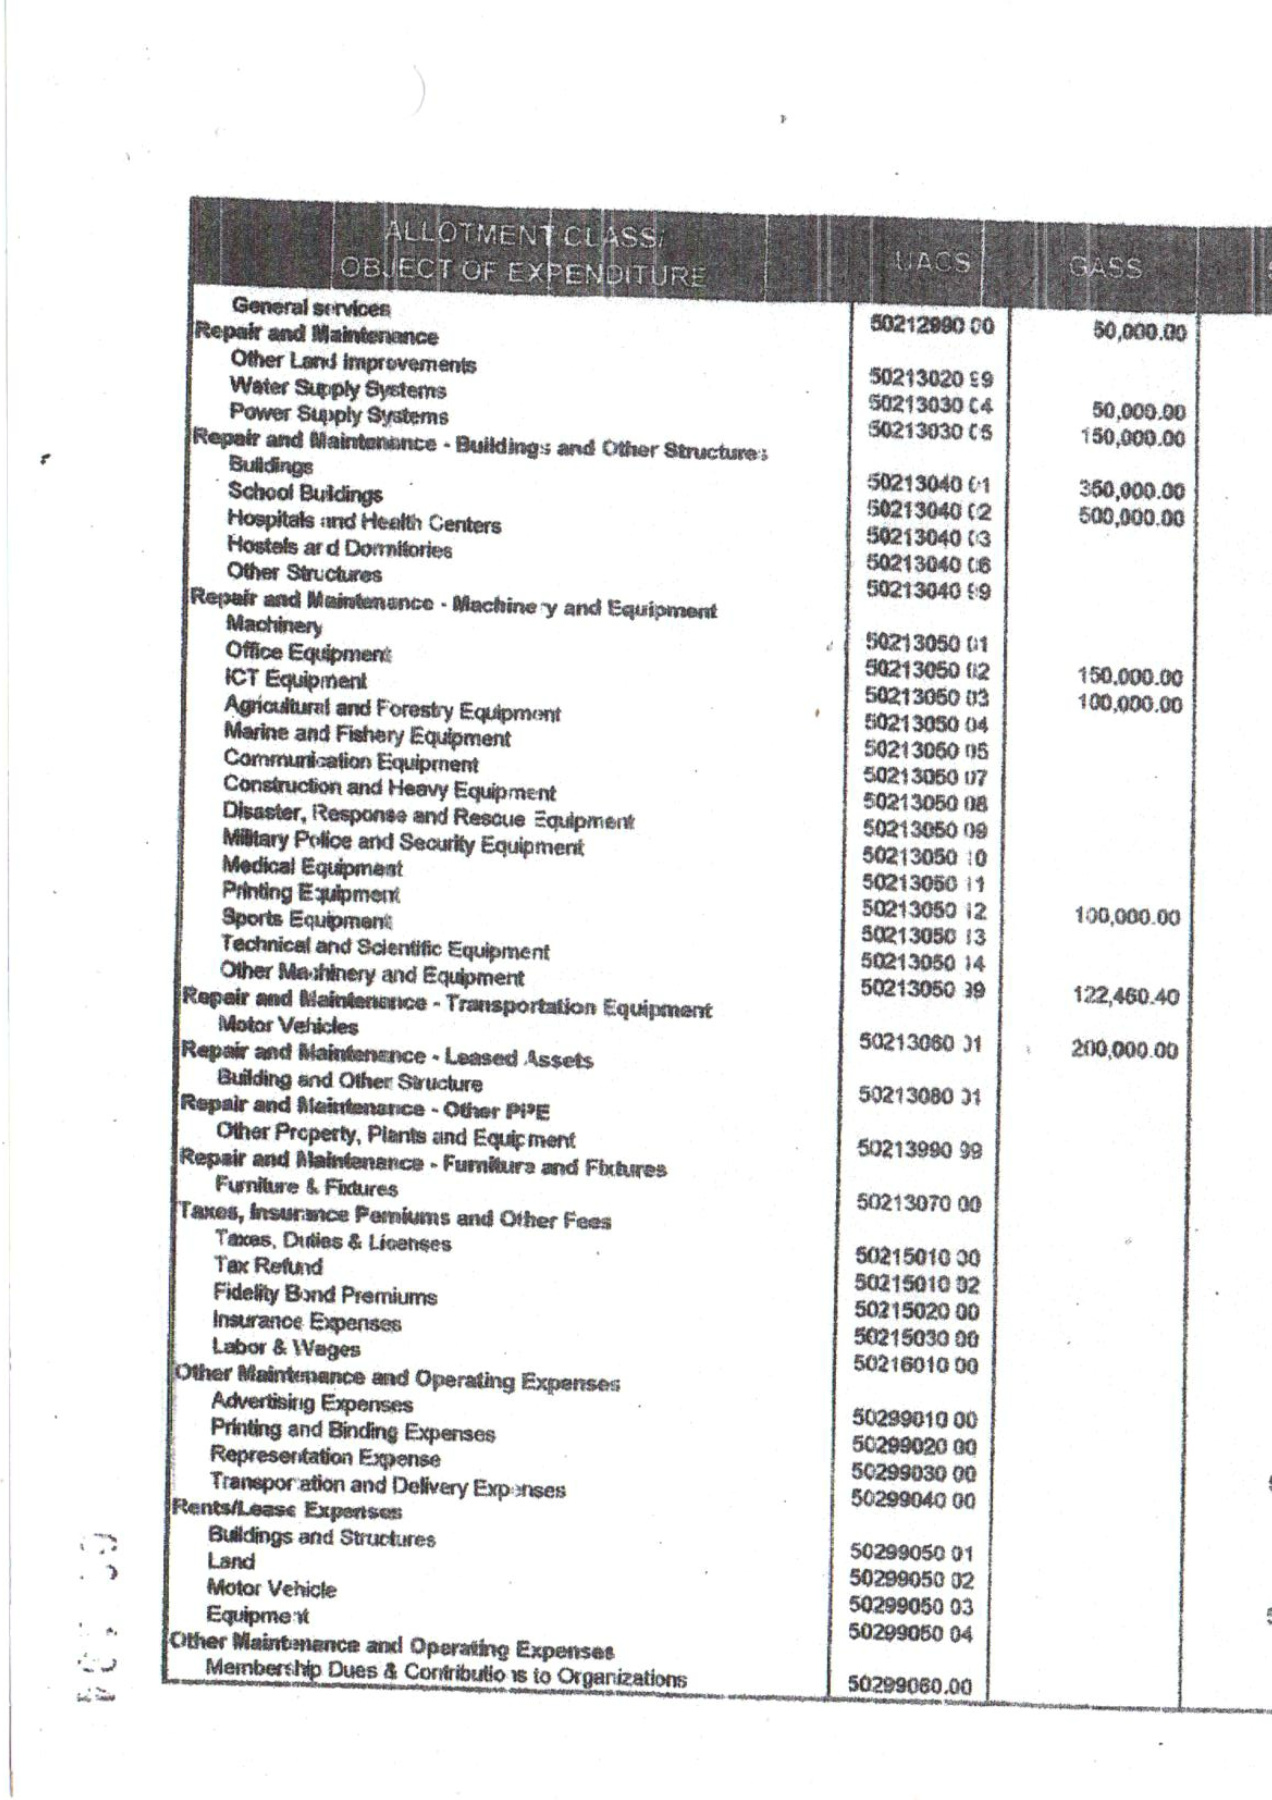 ALLOTMENT CLASS/
OBJECT OF EXPENDITURE UACS GASS
General services 50212990 00 50,000.00
Repair and Maintenance
Other Land Improvements 50213020 99
Water Supply Systems 50213030 04 50,000.00
Power Supply Systems 50213030 05 150,000.00
Repair and Maintenance - Buildings and Other Structures
Buildings 50213040 01 350,000.00
School Buildings 50213040 02 500,000.00
Hospitals and Health Centers 50213040 03
Hostels and Dormitories 50213040 06
Other Structures 50213040 99
Repair and Maintenance - Machinery and Equipment
Machinery 50213050 01
Office Equipment 50213050 02 150,000.00
ICT Equipment 50213050 03 100,000.00
Agricultural and Forestry Equipment 50213050 04
Marine and Fishery Equipment 50213050 05
Communication Equipment 50213050 07
Construction and Heavy Equipment 50213050 08
Disaster, Response and Rescue Equipment 50213050 09
Military Police and Security Equipment 50213050 10
Medical Equipment 50213050 11
Printing Equipment 50213050 12 100,000.00
Sports Equipment 50213050 13
Technical and Scientific Equipment 50213050 14
Other Machinery and Equipment 50213050 99 122,460.40
Repair and Maintenance - Transportation Equipment
Motor Vehicles 50213060 01 200,000.00
Repair and Maintenance - Leased Assets
Building and Other Structure 50213080 01
Repair and Maintenance - Other PPE
Other Property, Plants and Equipment 50213990 99
Repair and Maintenance - Furniture and Fixtures
Furniture & Fixtures 50213070 00
Taxes, Insurance Pemiums and Other Fees
Taxes, Duties & Licenses 50215010 00
Tax Refund 50215010 02
Fidelity Bond Premiums 50215020 00
Insurance Expenses 50215030 00
Labor & Wages 50216010 00
Other Maintenance and Operating Expenses
Advertising Expenses 50299010 00
Printing and Binding Expenses 50299020 00
Representation Expense 50299030 00
Transportation and Delivery Expenses 50299040 00
Rents/Lease Expenses
Buildings and Structures 50299050 01
Land 50299050 02
Motor Vehicle 50299050 03
Equipment 50299050 04
Other Maintenance and Operating Expenses
Membership Dues & Contributions to Organizations 50299060.00